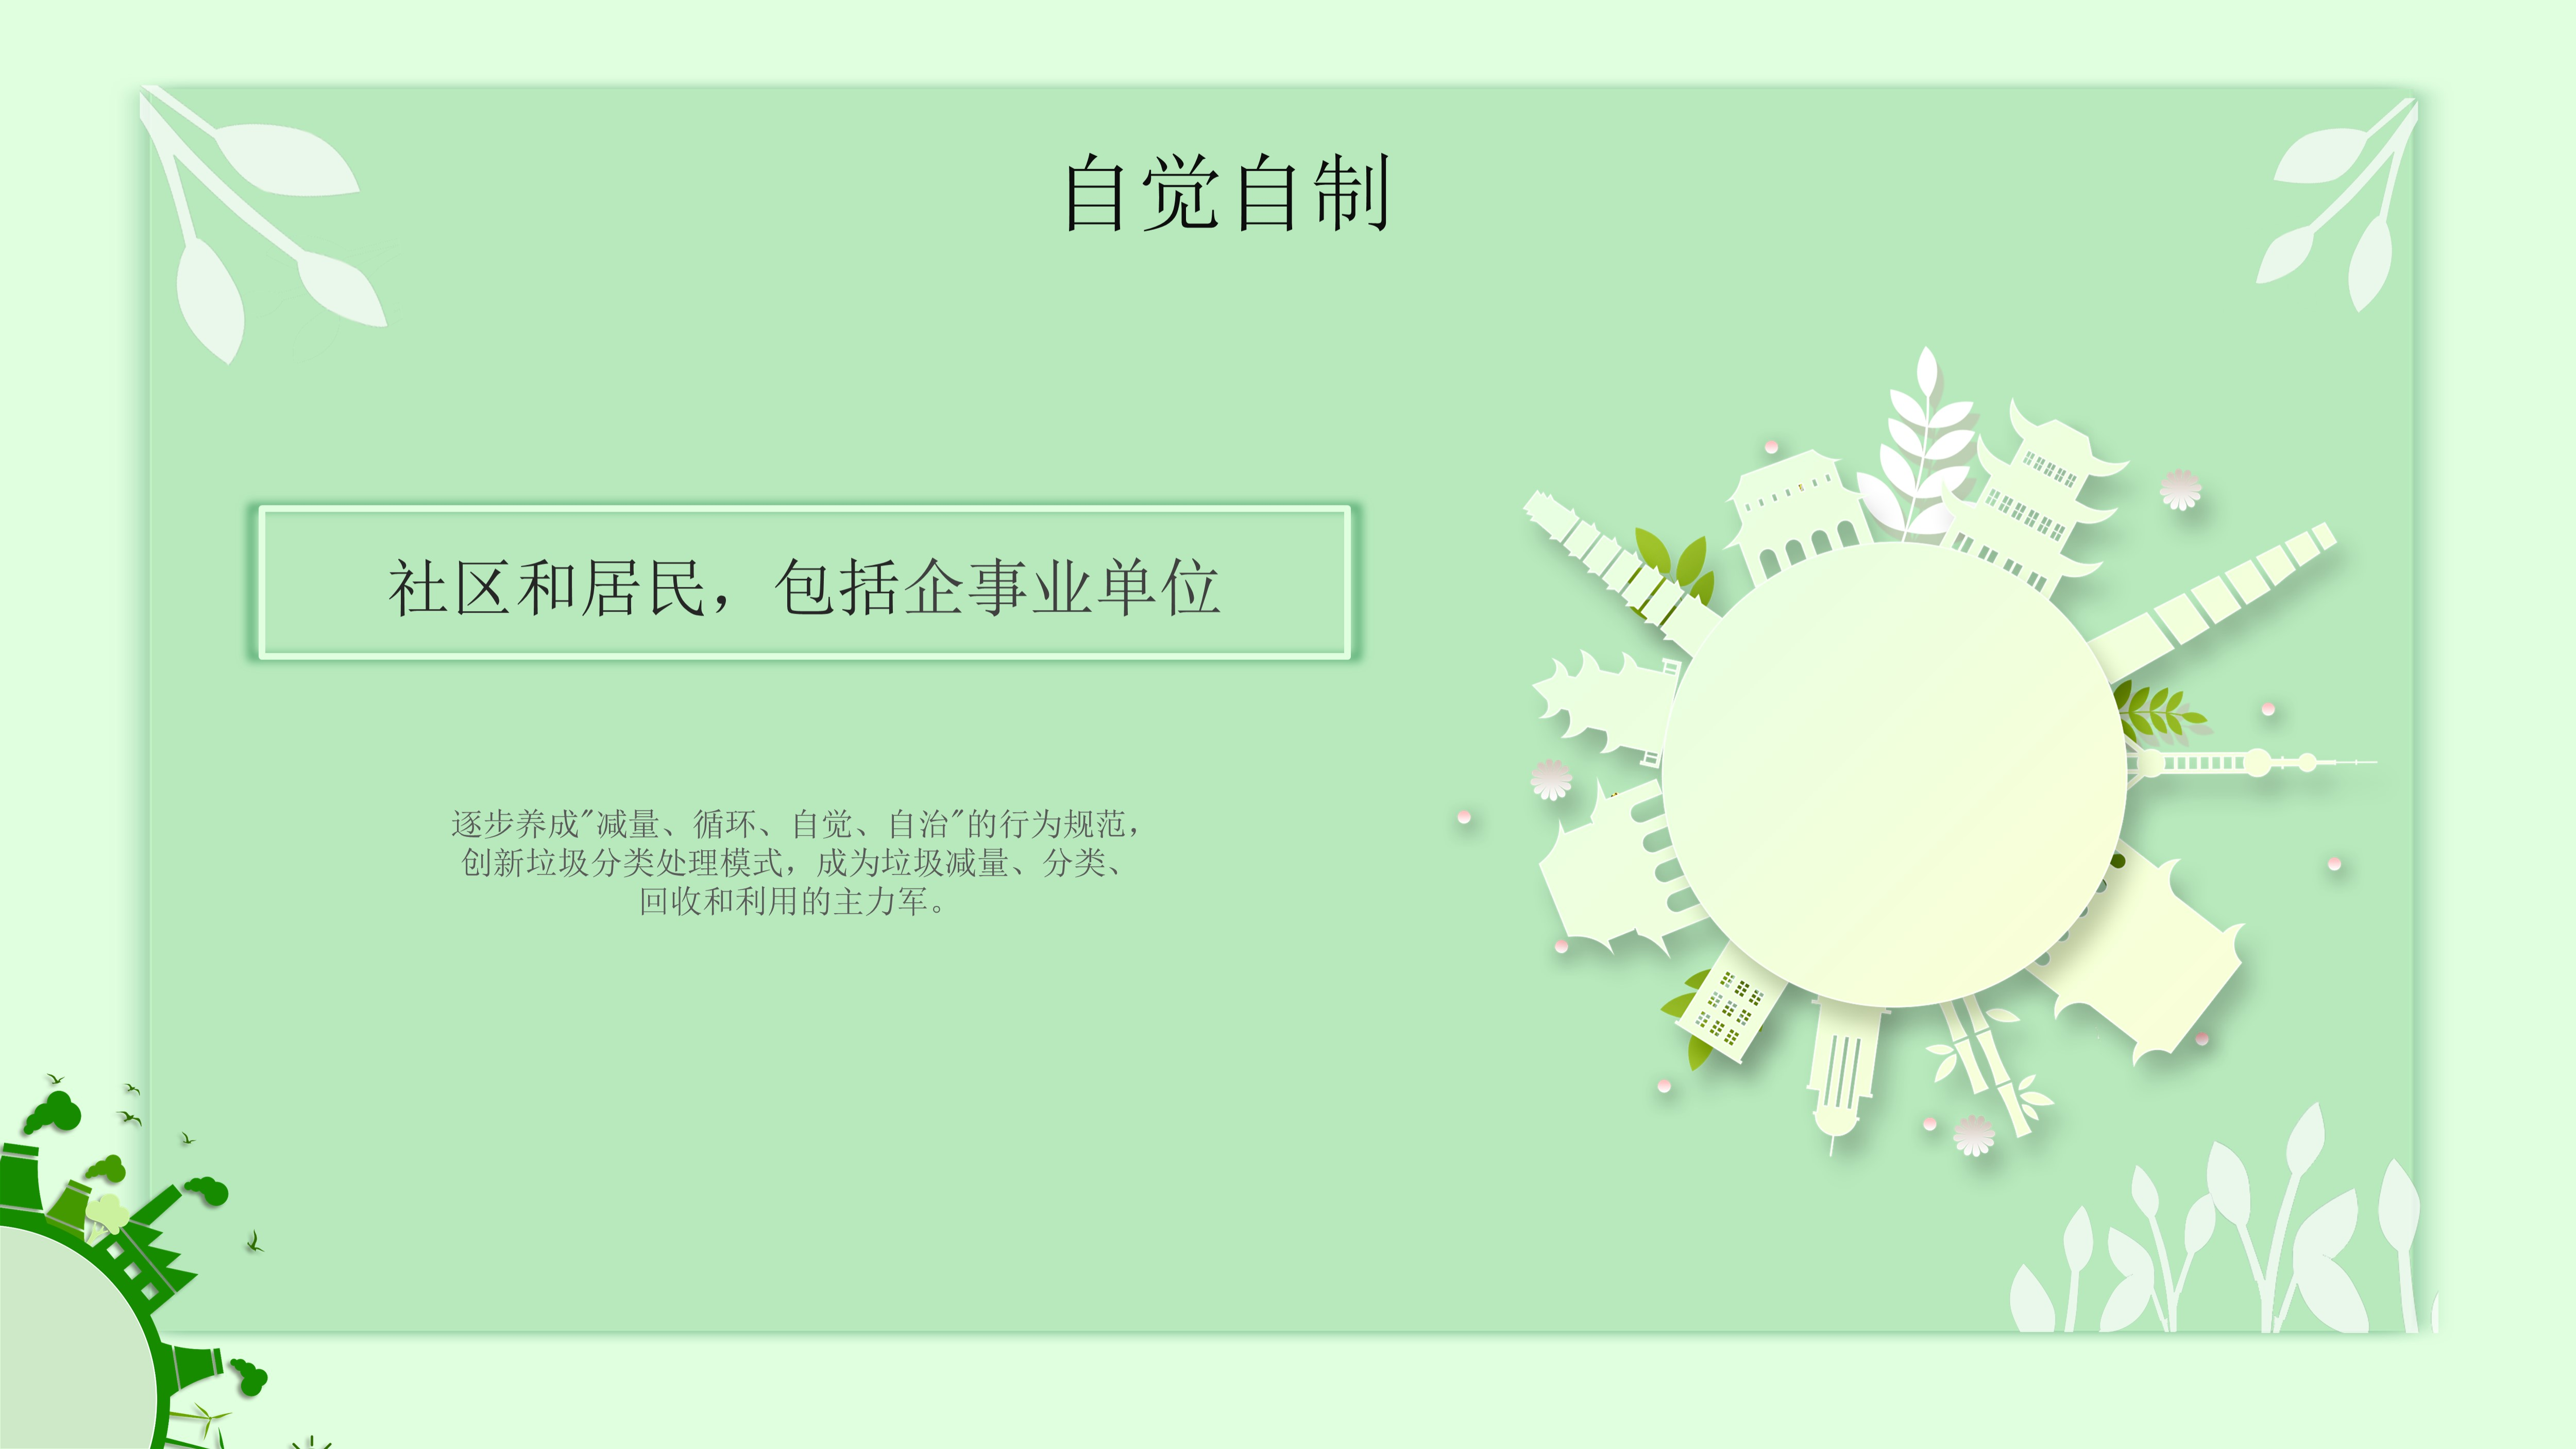 自觉自制
社区和居民，包括企事业单位
逐步养成"减量、循环、自觉、自治"的行为规范，
创新垃圾分类处理模式，成为垃圾减量、分类、
回收和利用的主力军。